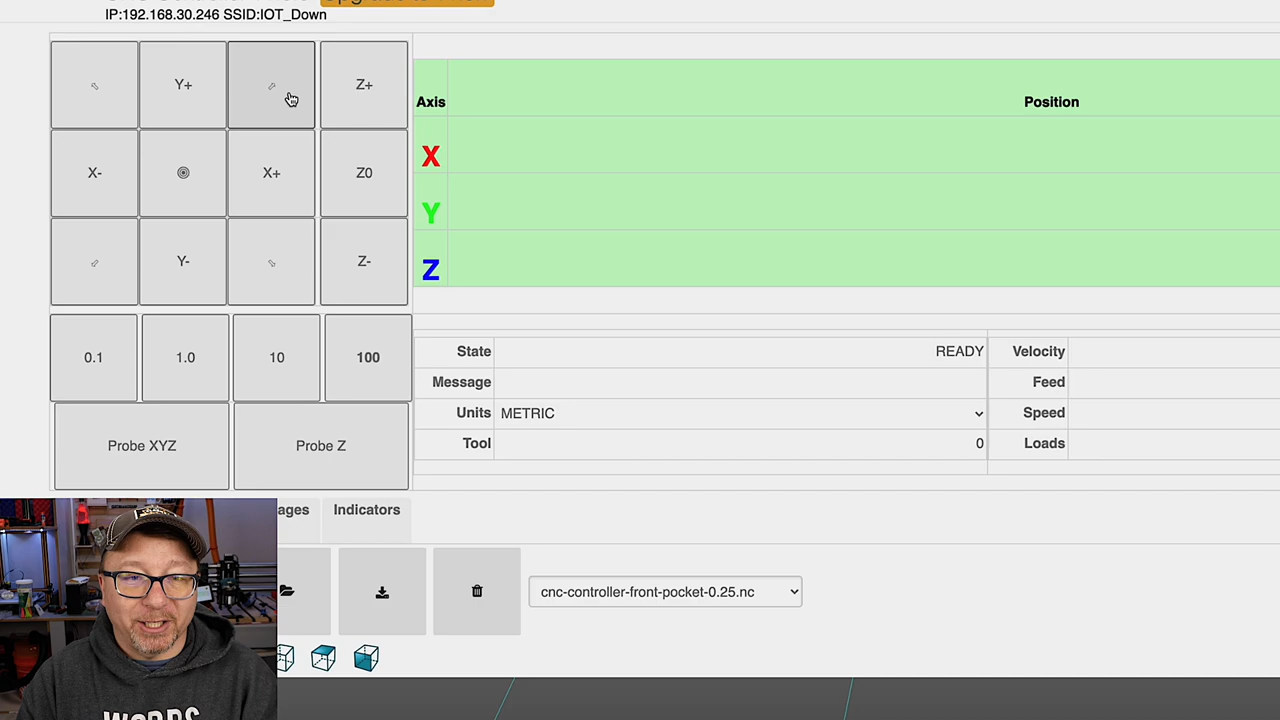 IP:192.168.30.246 SSID:IOT_Down
Y+
Z+
X-
X+
Z0
Y-
Z-
0.1
1.0
10
100
Probe XYZ
Probe Z
Axis
Position
X
Y
Z
State
READY
Velocity
Message
Feed
Units
METRIC
Speed
Tool
0
Loads
ages
Indicators
cnc-controller-front-pocket-0.25.nc
WORDS